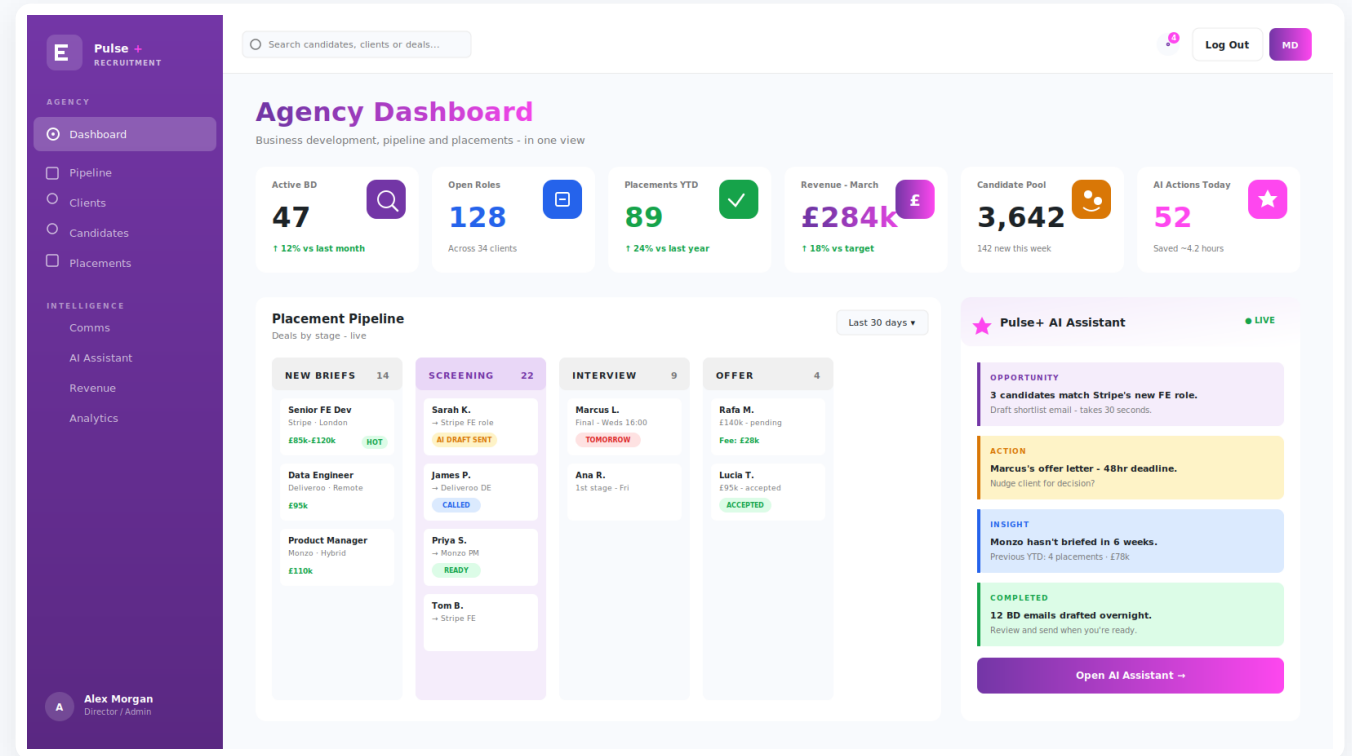 E
Pulse +
RECRUITMENT
AGENCY
Dashboard
Pipeline
Clients
Candidates
Placements
INTELLIGENCE
Comms
AI Assistant
Revenue
Analytics
A
Alex Morgan
Director / Admin
Search candidates, clients or deals...
4
Log Out
MD
Agency Dashboard
Business development, pipeline and placements - in one view
Active BD
47
↑ 12% vs last month
Open Roles
128
Across 34 clients
Placements YTD
89
↑ 24% vs last year
Revenue - March
£284k
£
↑ 18% vs target
Candidate Pool
3,642
142 new this week
AI Actions Today
52
Saved ~4.2 hours
Placement Pipeline
Deals by stage - live
Last 30 days ▾
NEW BRIEFS 14
Senior FE Dev
Stripe · London
£85k-£120k HOT
Data Engineer
Deliveroo · Remote
£95k
Product Manager
Monzo · Hybrid
£110k
SCREENING 22
Sarah K.
→ Stripe FE role
AI DRAFT SENT
James P.
→ Deliveroo DE
CALLED
Priya S.
→ Monzo PM
READY
Tom B.
→ Stripe FE
INTERVIEW 9
Marcus L.
Final - Weds 16:00
TOMORROW
Ana R.
1st stage - Fri
OFFER 4
Rafa M.
£140k - pending
Fee: £28k
Lucia T.
£95k - accepted
ACCEPTED
Pulse+ AI Assistant
● LIVE
OPPORTUNITY
3 candidates match Stripe's new FE role.
Draft shortlist email - takes 30 seconds.
ACTION
Marcus's offer letter - 48hr deadline.
Nudge client for decision?
INSIGHT
Monzo hasn't briefed in 6 weeks.
Previous YTD: 4 placements · £78k
COMPLETED
12 BD emails drafted overnight.
Review and send when you're ready.
Open AI Assistant →